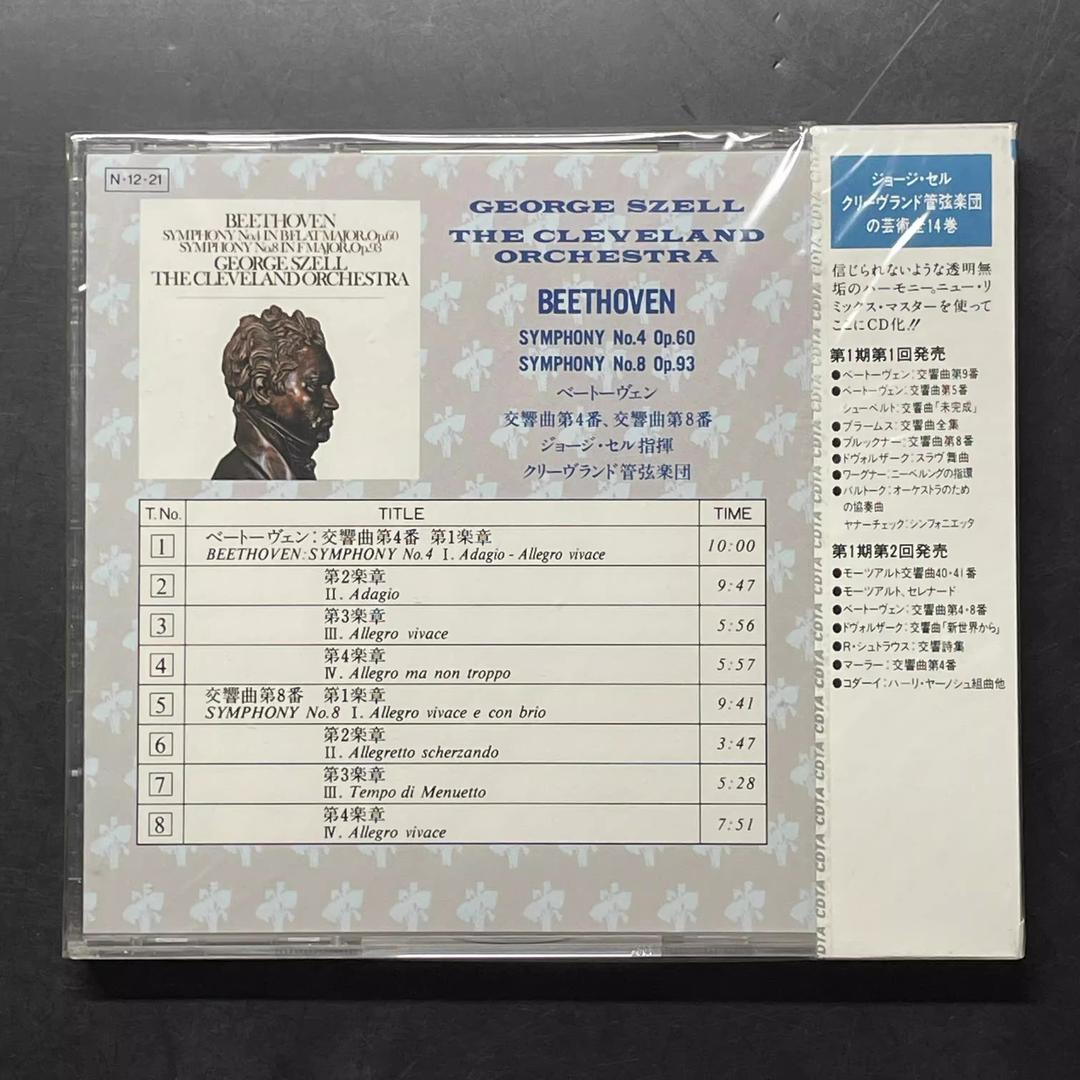 N・12・21
BEETHOVEN
SYMPHONY No.4 IN B FLAT MAJOR, Op.60
SYMPHONY No.8 IN F MAJOR, Op.93
GEORGE SZELL
THE CLEVELAND ORCHESTRA
GEORGE SZELL
THE CLEVELAND
ORCHESTRA
BEETHOVEN
SYMPHONY No.4 Op.60
SYMPHONY No.8 Op.93
ベートーヴェン
交響曲第4番、交響曲第8番
ジョージ・セル指揮
クリーヴランド管弦楽団
T. No. TITLE TIME
1 ベートーヴェン：交響曲第4番 第1楽章
BEETHOVEN: SYMPHONY No.4 I. Adagio - Allegro vivace 10:00
2 第2楽章
II. Adagio 9:47
3 第3楽章
III. Allegro vivace 5:56
4 第4楽章
IV. Allegro ma non troppo 5:57
5 交響曲第8番 第1楽章
SYMPHONY No.8 I. Allegro vivace e con brio 9:41
6 第2楽章
II. Allegretto scherzando 3:47
7 第3楽章
III. Tempo di Menuetto 5:28
8 第4楽章
IV. Allegro vivace 7:51
CDIA CDIA CDIA CDIA CDIA CDIA CDIA CDIA
ジョージ・セル
クリーヴランド管弦楽団
の芸術全14巻
信じられないような透明無
垢のハーモニー。ニュー・リ
ミックス・マスターを使って
ここにCD化!!
第1期第1回発売
●ベートーヴェン：交響曲第9番
●ベートーヴェン：交響曲第5番
シューベルト：交響曲「未完成」
●ブラームス：交響曲全集
●ブルックナー：交響曲第8番
●ドヴォルザーク：スラヴ舞曲
●ワーグナー：ニーベルングの指環
●バルトーク：オーケストラのため
の協奏曲
ヤナーチェック：シンフォニエッタ
第1期第2回発売
●モーツアルト交響曲40・41番
●モーツアルト、セレナード
●ベートーヴェン：交響曲第4・8番
●ドヴォルザーク：交響曲「新世界から」
●R・シュトラウス：交響詩集
●マーラー：交響曲第4番
●コダーイ：ハーリ・ヤーノシュ組曲他